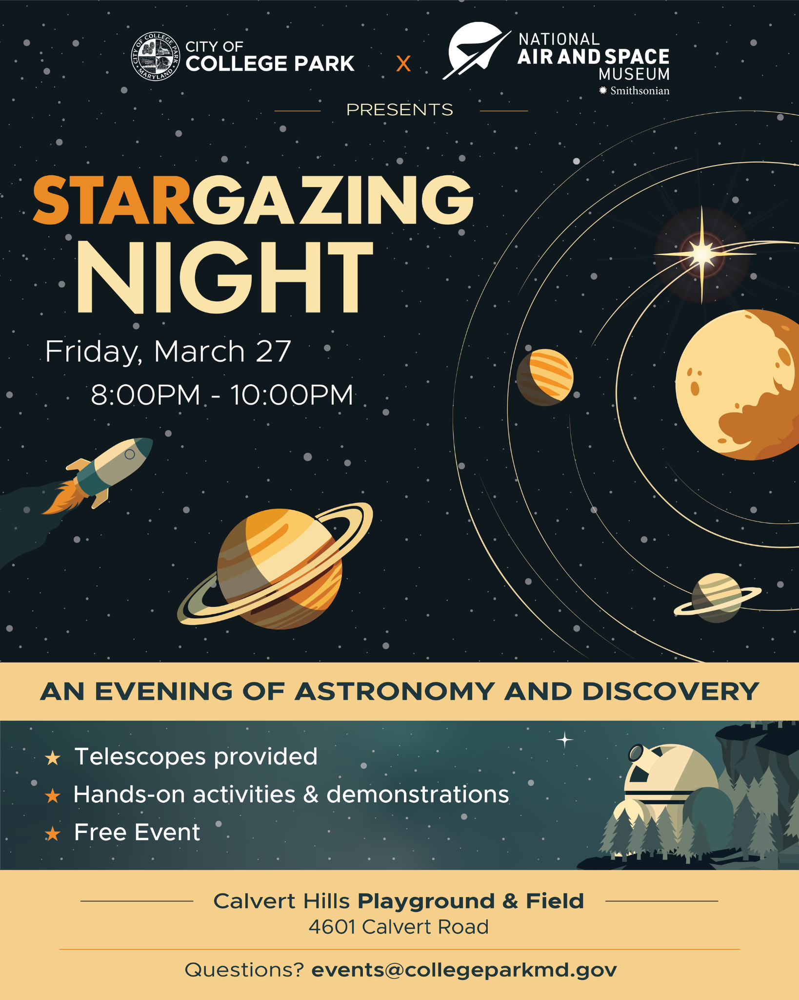 CITY OF COLLEGE PARK MARYLAND
CITY OF
COLLEGE PARK
X
NATIONAL
AIR AND SPACE
MUSEUM
Smithsonian
PRESENTS
STARGAZING
NIGHT
Friday, March 27
8:00PM - 10:00PM
AN EVENING OF ASTRONOMY AND DISCOVERY
Telescopes provided
Hands-on activities & demonstrations
Free Event
Calvert Hills Playground & Field
4601 Calvert Road
Questions? events@collegeparkmd.gov